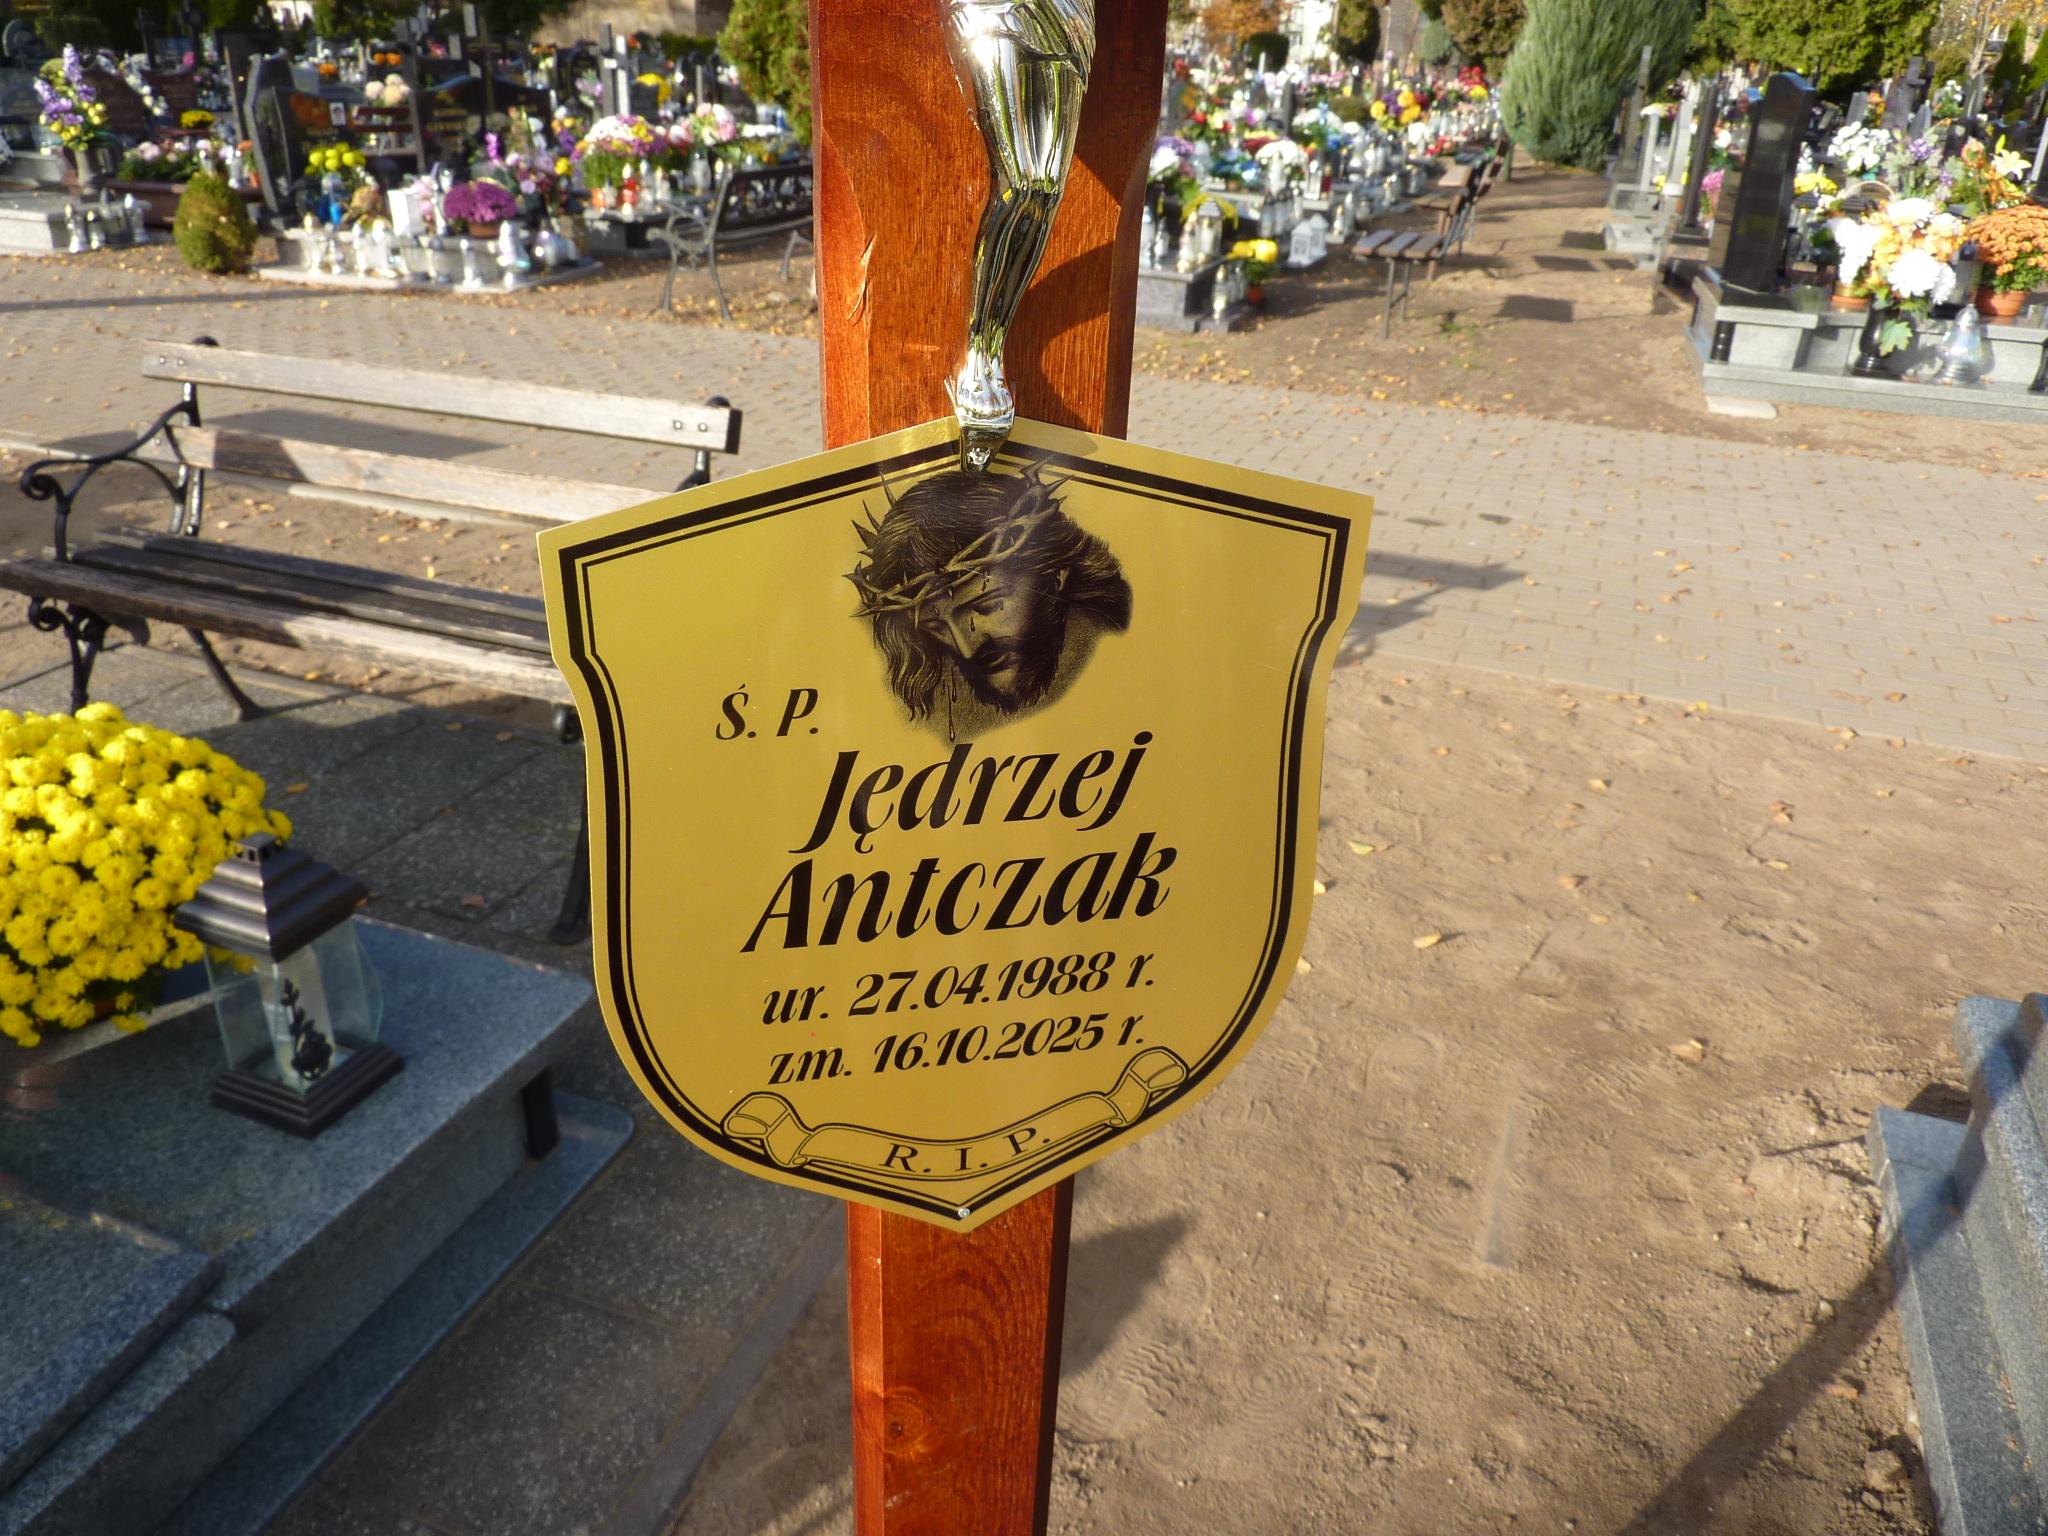 Ś. P.
Jędrzej
Antczak
ur. 27.04.1988 r.
zm. 16.10.2025 r.
R. I. P.